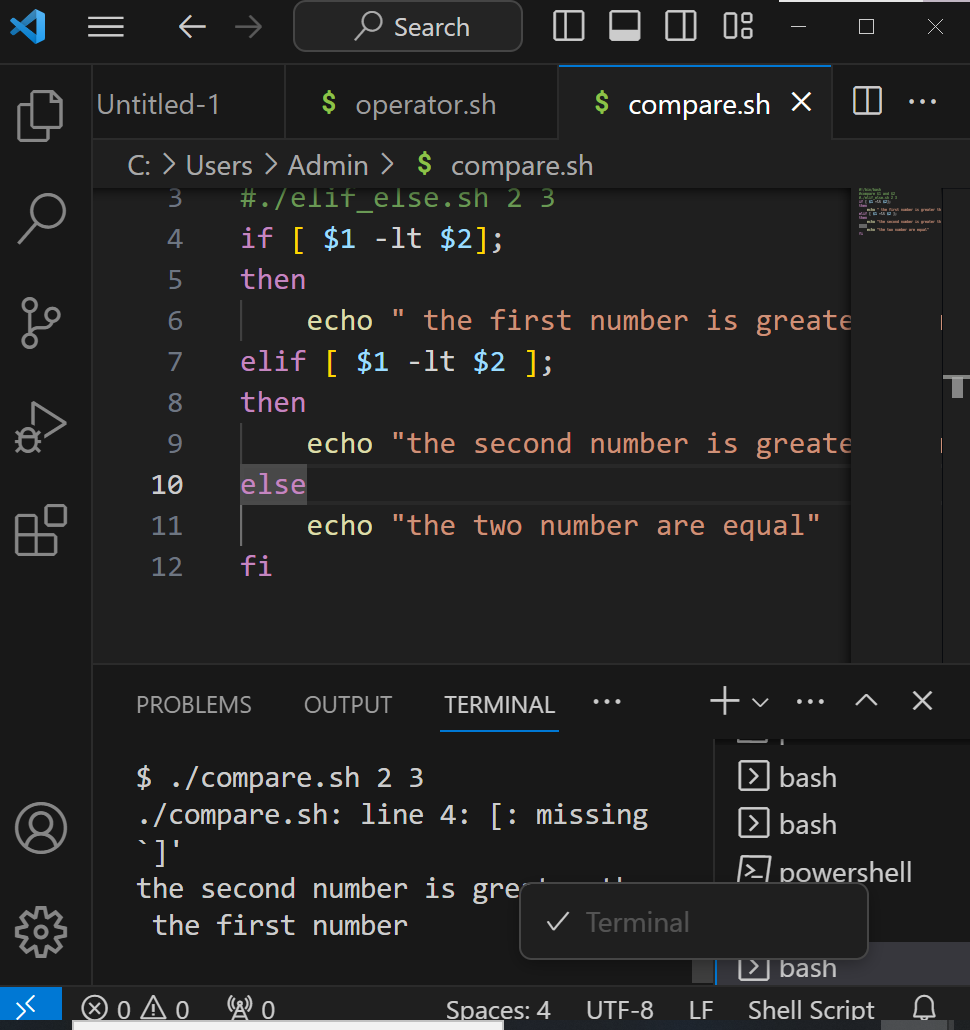 Search
Untitled-1
$ operator.sh
$ compare.sh
C: > Users > Admin > $ compare.sh
3 #./elif_else.sh 2 3
4 if [ $1 -lt $2];
5 then
6 echo " the first number is greate
7 elif [ $1 -lt $2 ];
8 then
9 echo "the second number is greate
10 else
11 echo "the two number are equal"
12 fi
PROBLEMS OUTPUT TERMINAL
$ ./compare.sh 2 3
./compare.sh: line 4: [: missing
`]'
the second number is gre
the first number
bash
bash
powershell
Terminal
bash
0 0 0 Spaces: 4 UTF-8 LF Shell Script